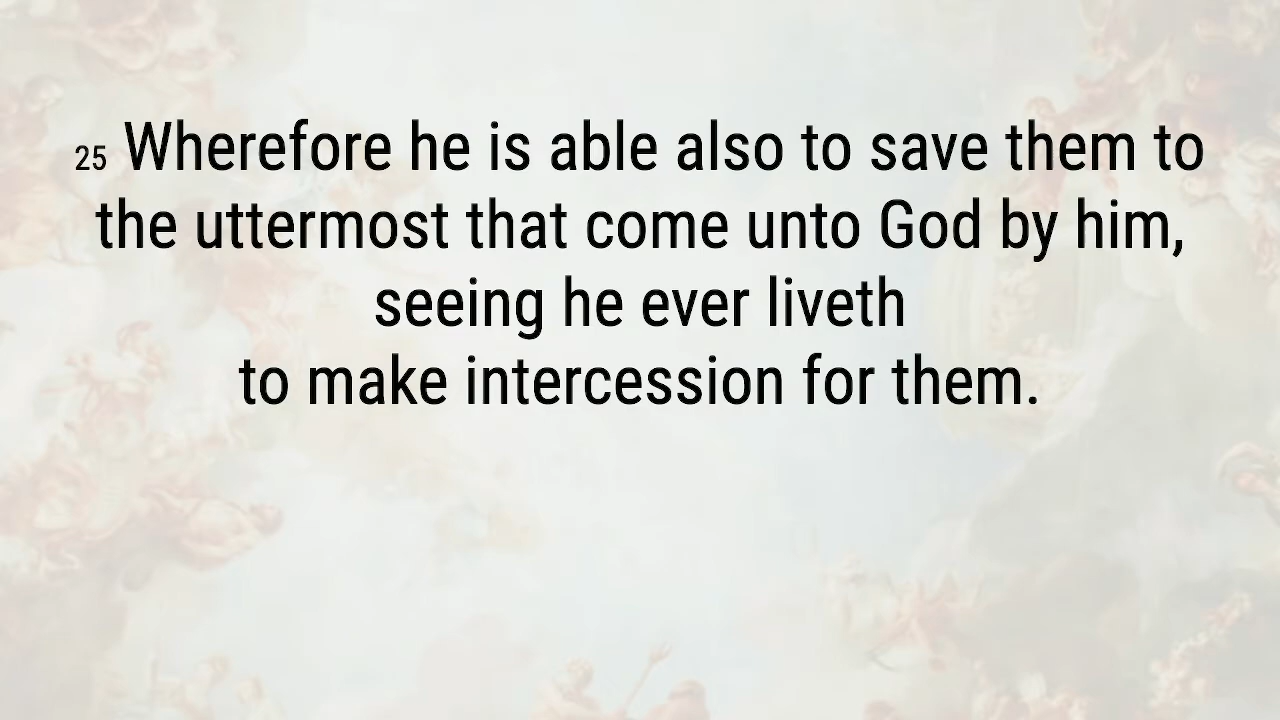 25 Wherefore he is able also to save them to
the uttermost that come unto God by him,
seeing he ever liveth
to make intercession for them.